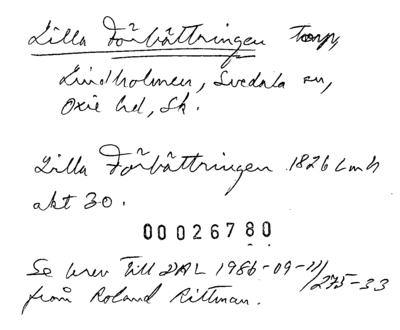 Lilla Förbättringen torp,
Lindholmen, Svedala sn,
Oxie hd, Sk.
Lilla Förbättringen 1826 Lmh
akt 30.
00026780
Se brev till DAL 1986-09-11/275-33
från Roland Rittman.